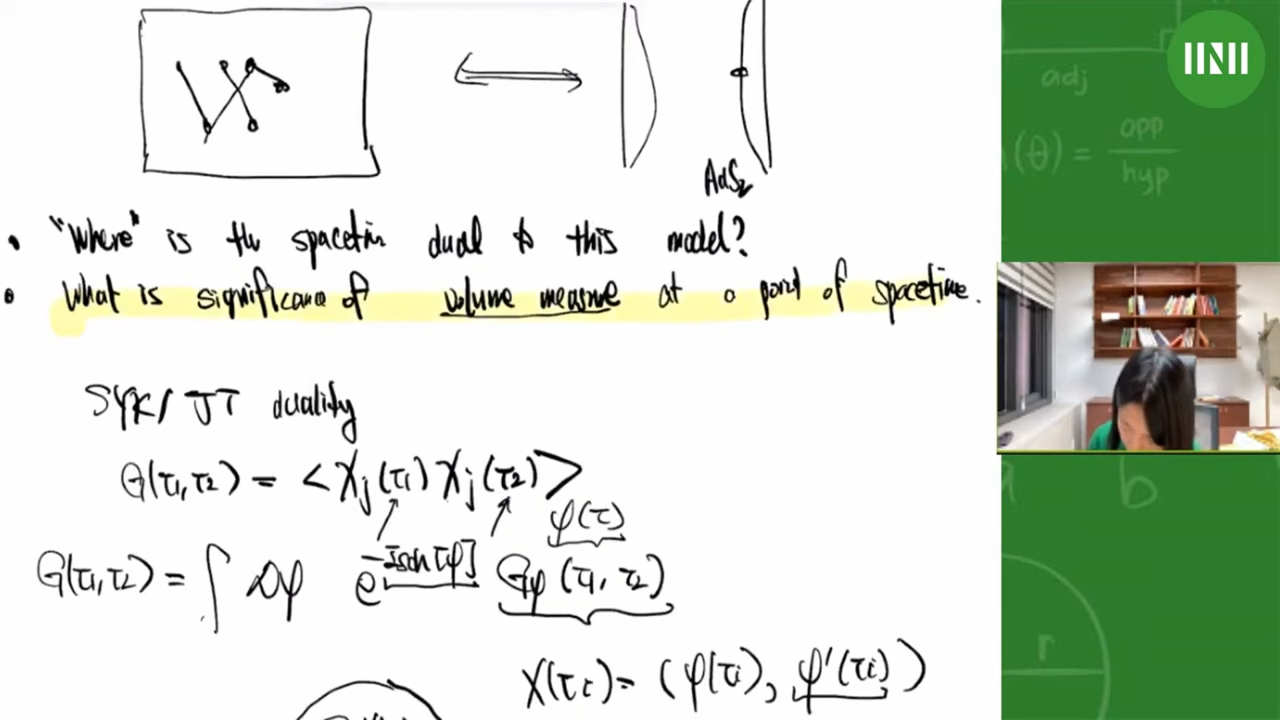 AdS₂
• "Where" is the spacetim dual to this model?
• What is significance of volume measure at a point of spacetime.
SYK/JT duality
G(τ₁,τ₂) = <χⱼ(τ₁) χⱼ(τ₂)>
φ(τ)
G(τ₁,τ₂) = ∫ Dφ e^{-Isch[φ]} Gφ(τ₁,τ₂)
X(τᵢ) = (φ(τᵢ), φ'(τᵢ))
adj
(θ) = opp/hyp
b
r